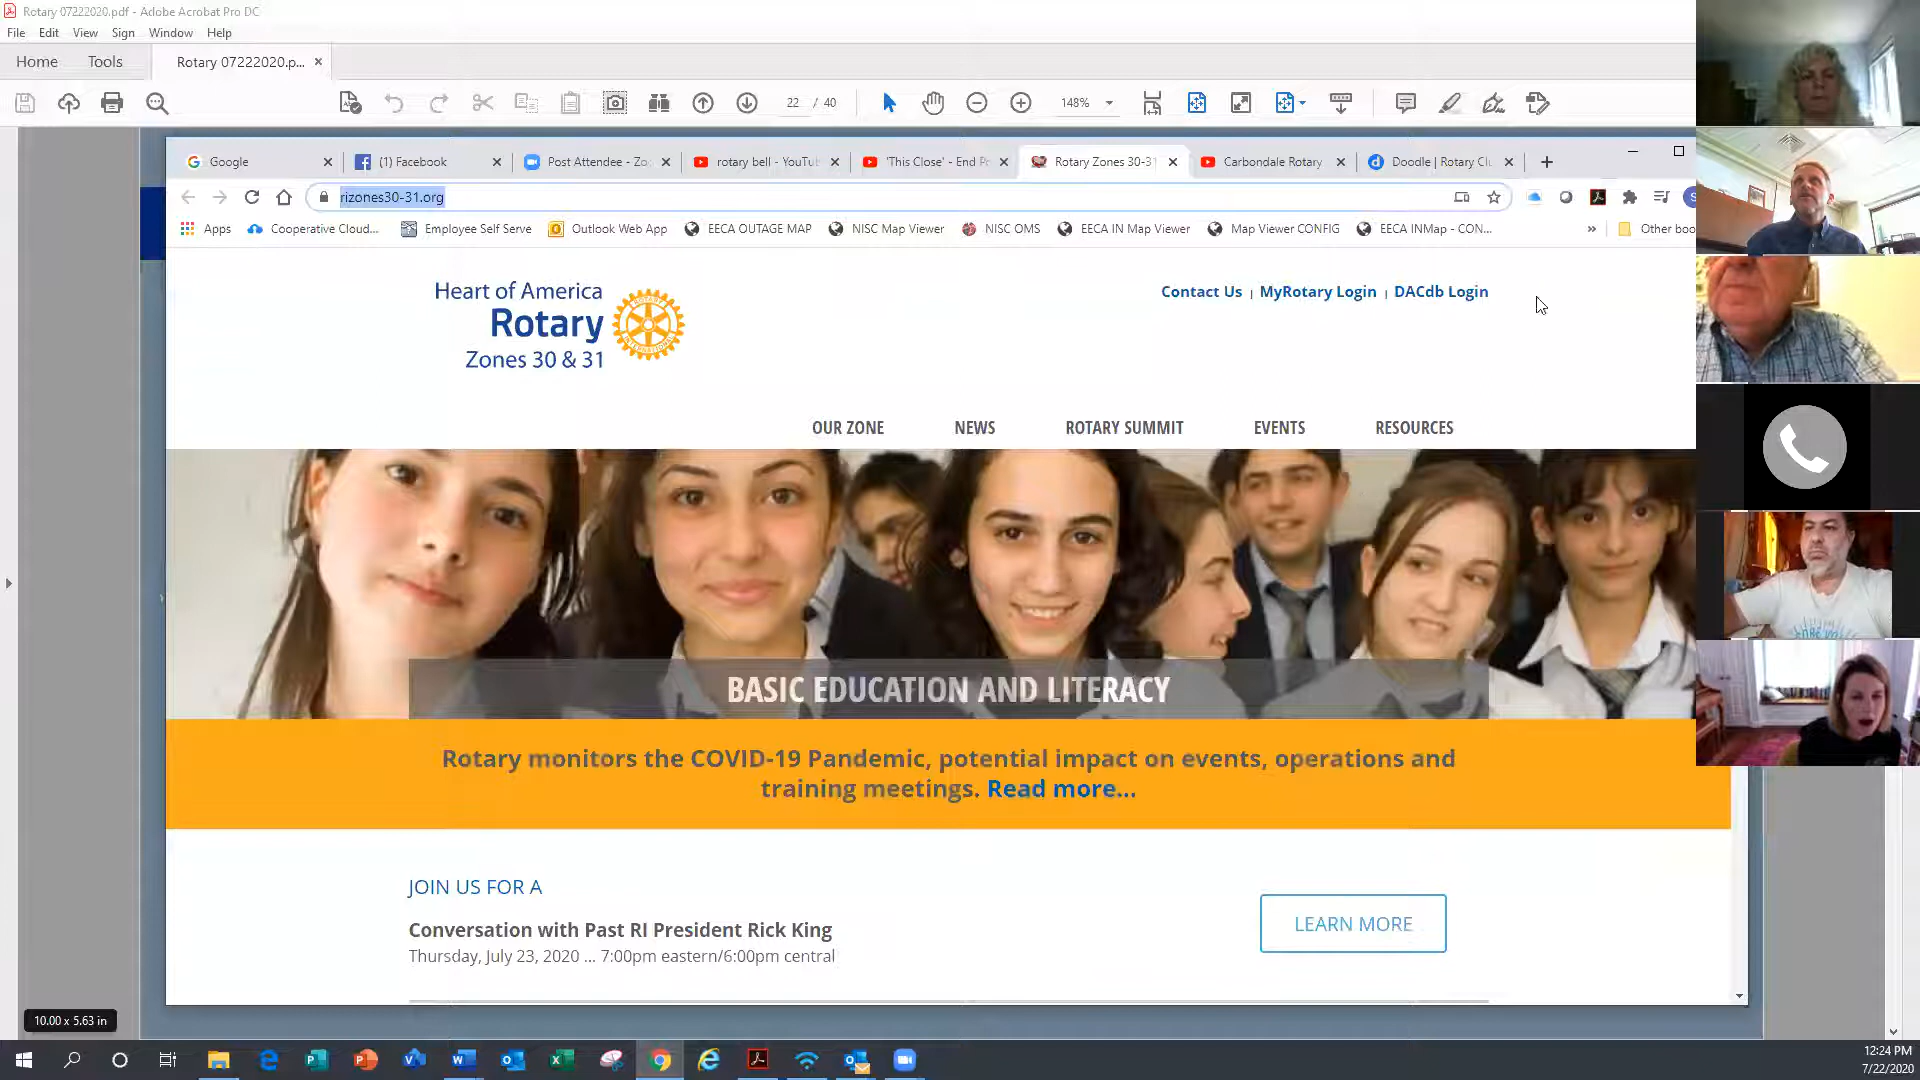 Rotary 07222020.pdf - Adobe Acrobat Pro DC
File Edit View Sign Window Help
Home Tools Rotary 07222020.p... ×
22 / 40 148%
Google (1) Facebook Post Attendee - Zo rotary bell - YouTu 'This Close' - End Po Rotary Zones 30-31 Carbondale Rotary Doodle | Rotary Clu
rizones30-31.org
Apps Cooperative Cloud... Employee Self Serve Outlook Web App EECA OUTAGE MAP NISC Map Viewer NISC OMS EECA IN Map Viewer Map Viewer CONFIG EECA INMap - CON... » Other boo
Heart of America
Rotary
Zones 30 & 31
Contact Us | MyRotary Login | DACdb Login
OUR ZONE NEWS ROTARY SUMMIT EVENTS RESOURCES
BASIC EDUCATION AND LITERACY
Rotary monitors the COVID-19 Pandemic, potential impact on events, operations and
training meetings. Read more...
JOIN US FOR A
Conversation with Past RI President Rick King
Thursday, July 23, 2020 ... 7:00pm eastern/6:00pm central
LEARN MORE
10.00 x 5.63 in
12:24 PM
7/22/2020